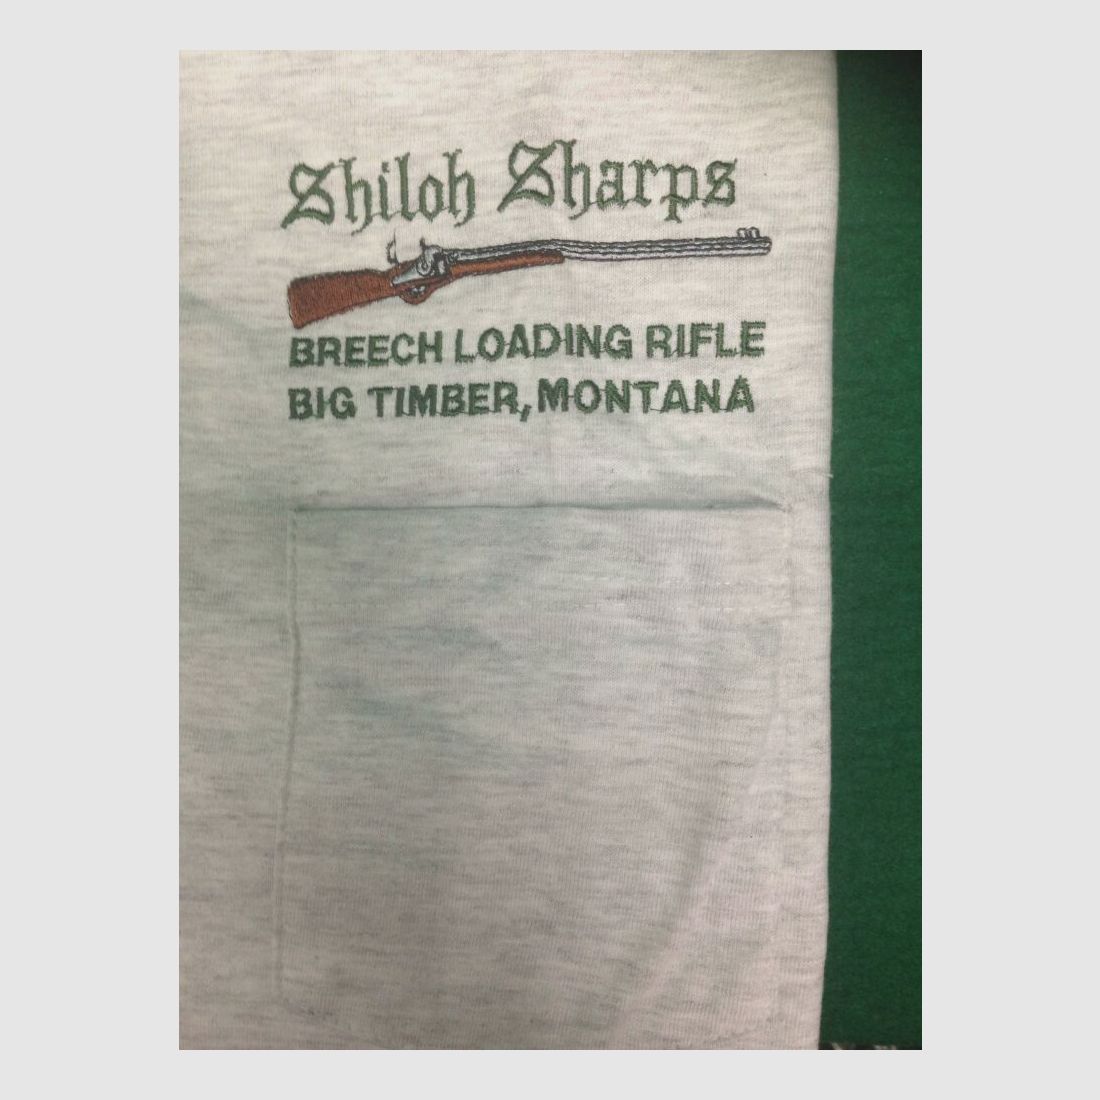 Shiloh Sharps
BREECH LOADING RIFLE
BIG TIMBER, MONTANA